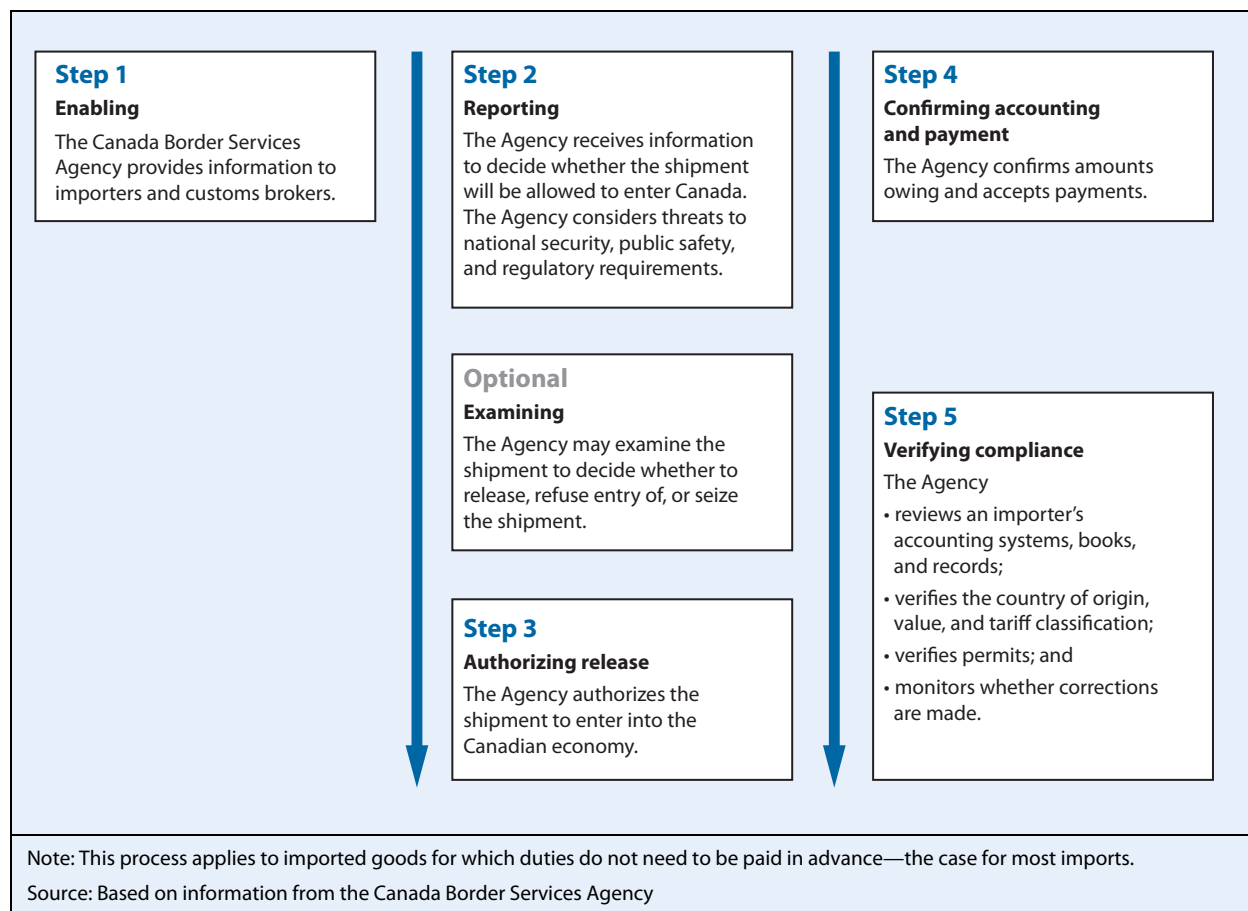 Step 1
Enabling
The Canada Border Services
Agency provides information to
importers and customs brokers.
Step 2
Reporting
The Agency receives information
to decide whether the shipment
will be allowed to enter Canada.
The Agency considers threats to
national security, public safety,
and regulatory requirements.
Optional
Examining
The Agency may examine the
shipment to decide whether to
release, refuse entry of, or seize
the shipment.
Step 3
Authorizing release
The Agency authorizes the
shipment to enter into the
Canadian economy.
Step 4
Confirming accounting
and payment
The Agency confirms amounts
owing and accepts payments.
Step 5
Verifying compliance
The Agency
• reviews an importer’s
accounting systems, books,
and records;
• verifies the country of origin,
value, and tariff classification;
• verifies permits; and
• monitors whether corrections
are made.
Note: This process applies to imported goods for which duties do not need to be paid in advance—the case for most imports.
Source: Based on information from the Canada Border Services Agency